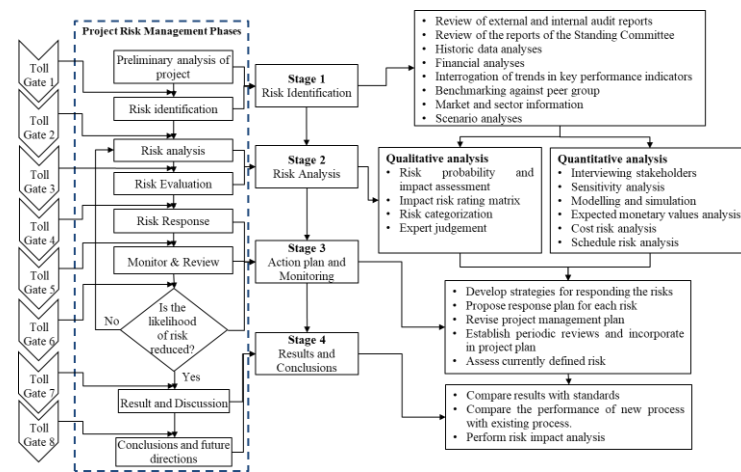 Project Risk Management Phases
Toll
Gate 1
Toll
Gate 2
Toll
Gate 3
Toll
Gate 4
Toll
Gate 5
Toll
Gate 6
Toll
Gate 7
Toll
Gate 8
Preliminary analysis of
project
Risk identification
Risk analysis
Risk Evaluation
Risk Response
Monitor & Review
Is the
likelihood
of risk
reduced?
No
Yes
Result and Discussion
Conclusions and future
directions
Stage 1
Risk Identification
Stage 2
Risk Analysis
Stage 3
Action plan and
Monitoring
Stage 4
Results and
Conclusions
• Review of external and internal audit reports
• Review of the reports of the Standing Committee
• Historic data analyses
• Financial analyses
• Interrogation of trends in key performance indicators
• Benchmarking against peer group
• Market and sector information
• Scenario analyses
Qualitative analysis
• Risk probability and
impact assessment
• Impact risk rating matrix
• Risk categorization
• Expert judgement
Quantitative analysis
• Interviewing stakeholders
• Sensitivity analysis
• Modelling and simulation
• Expected monetary values analysis
• Cost risk analysis
• Schedule risk analysis
• Develop strategies for responding the risks
• Propose response plan for each risk
• Revise project management plan
• Establish periodic reviews and incorporate
in project plan
• Assess currently defined risk
• Compare results with standards
• Compare the performance of new process
with existing process.
• Perform risk impact analysis